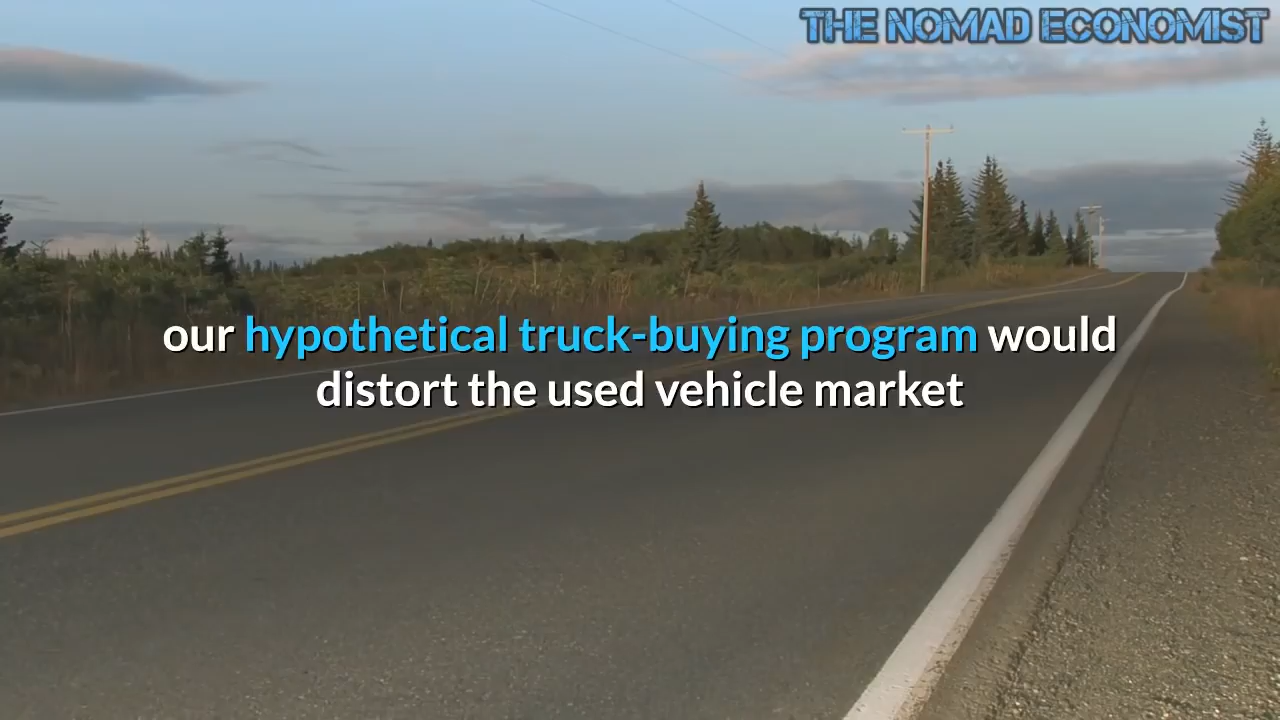 THE NOMAD ECONOMIST
our hypothetical truck-buying program would
distort the used vehicle market